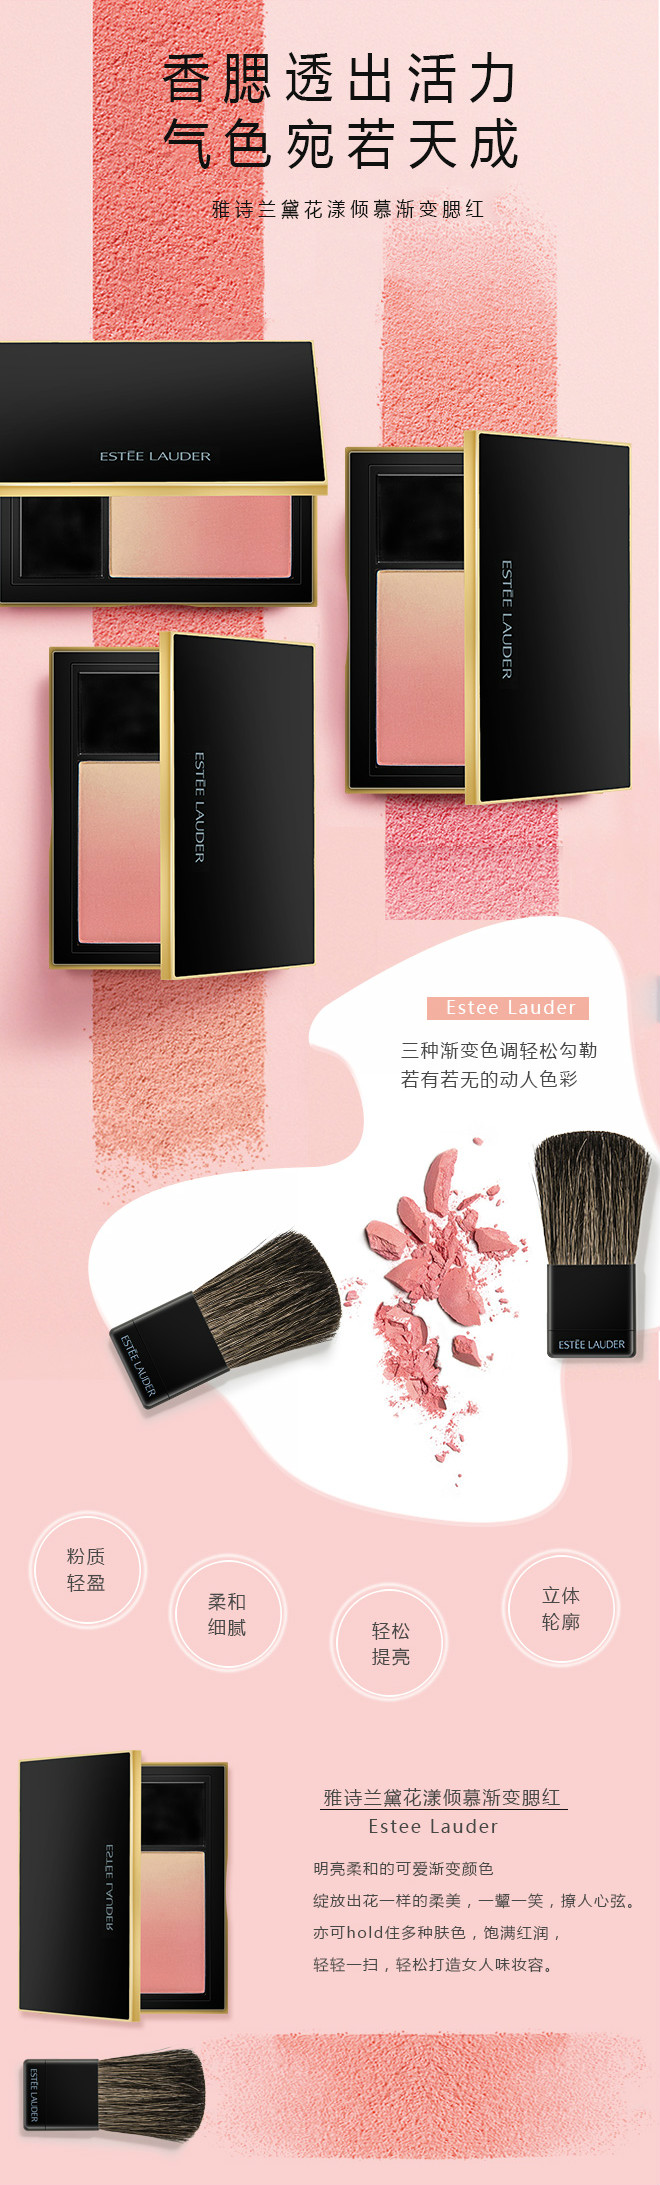 香腮透出活力
气色宛若天成
雅诗兰黛花漾倾慕渐变腮红
ESTĒE LAUDER
ESTĒE LAUDER
ESTĒE LAUDER
Estee Lauder
三种渐变色调轻松勾勒
若有若无的动人色彩
ESTĒE LAUDER
ESTĒE LAUDER
粉质
轻盈
柔和
细腻
轻松
提亮
立体
轮廓
雅诗兰黛花漾倾慕渐变腮红
Estee Lauder
ESTĒE LAUDER
明亮柔和的可爱渐变颜色
绽放出花一样的柔美，一颦一笑，撩人心弦。
亦可hold住多种肤色，饱满红润，
轻轻一扫，轻松打造女人味妆容。
ESTĒE LAUDER